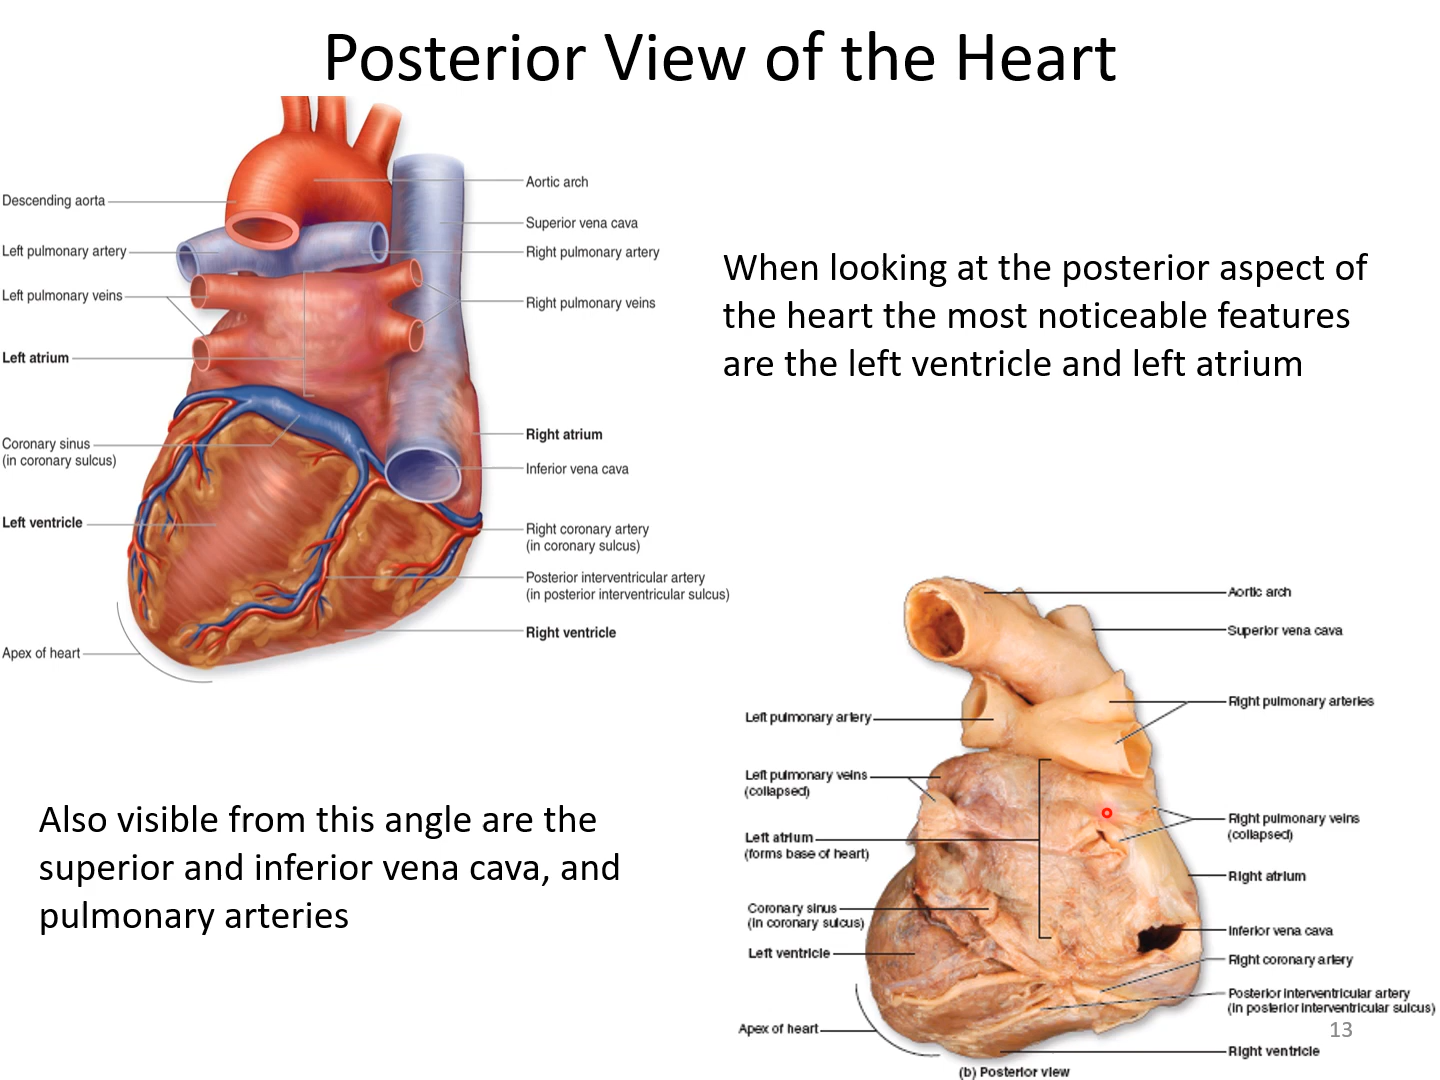 Posterior View of the Heart
Descending aorta
Left pulmonary artery
Left pulmonary veins
Left atrium
Coronary sinus
(in coronary sulcus)
Left ventricle
Apex of heart
Aortic arch
Superior vena cava
Right pulmonary artery
Right pulmonary veins
Right atrium
Inferior vena cava
Right coronary artery
(in coronary sulcus)
Posterior interventricular artery
(in posterior interventricular sulcus)
Right ventricle
When looking at the posterior aspect of
the heart the most noticeable features
are the left ventricle and left atrium
Also visible from this angle are the
superior and inferior vena cava, and
pulmonary arteries
Left pulmonary artery
Left pulmonary veins
(collapsed)
Left atrium
(forms base of heart)
Coronary sinus
(in coronary sulcus)
Left ventricle
Apex of heart
Aortic arch
Superior vena cava
Right pulmonary arteries
Right pulmonary veins
(collapsed)
Right atrium
Inferior vena cava
Right coronary artery
Posterior interventricular artery
(in posterior interventricular sulcus)
13
Right ventricle
(b) Posterior view